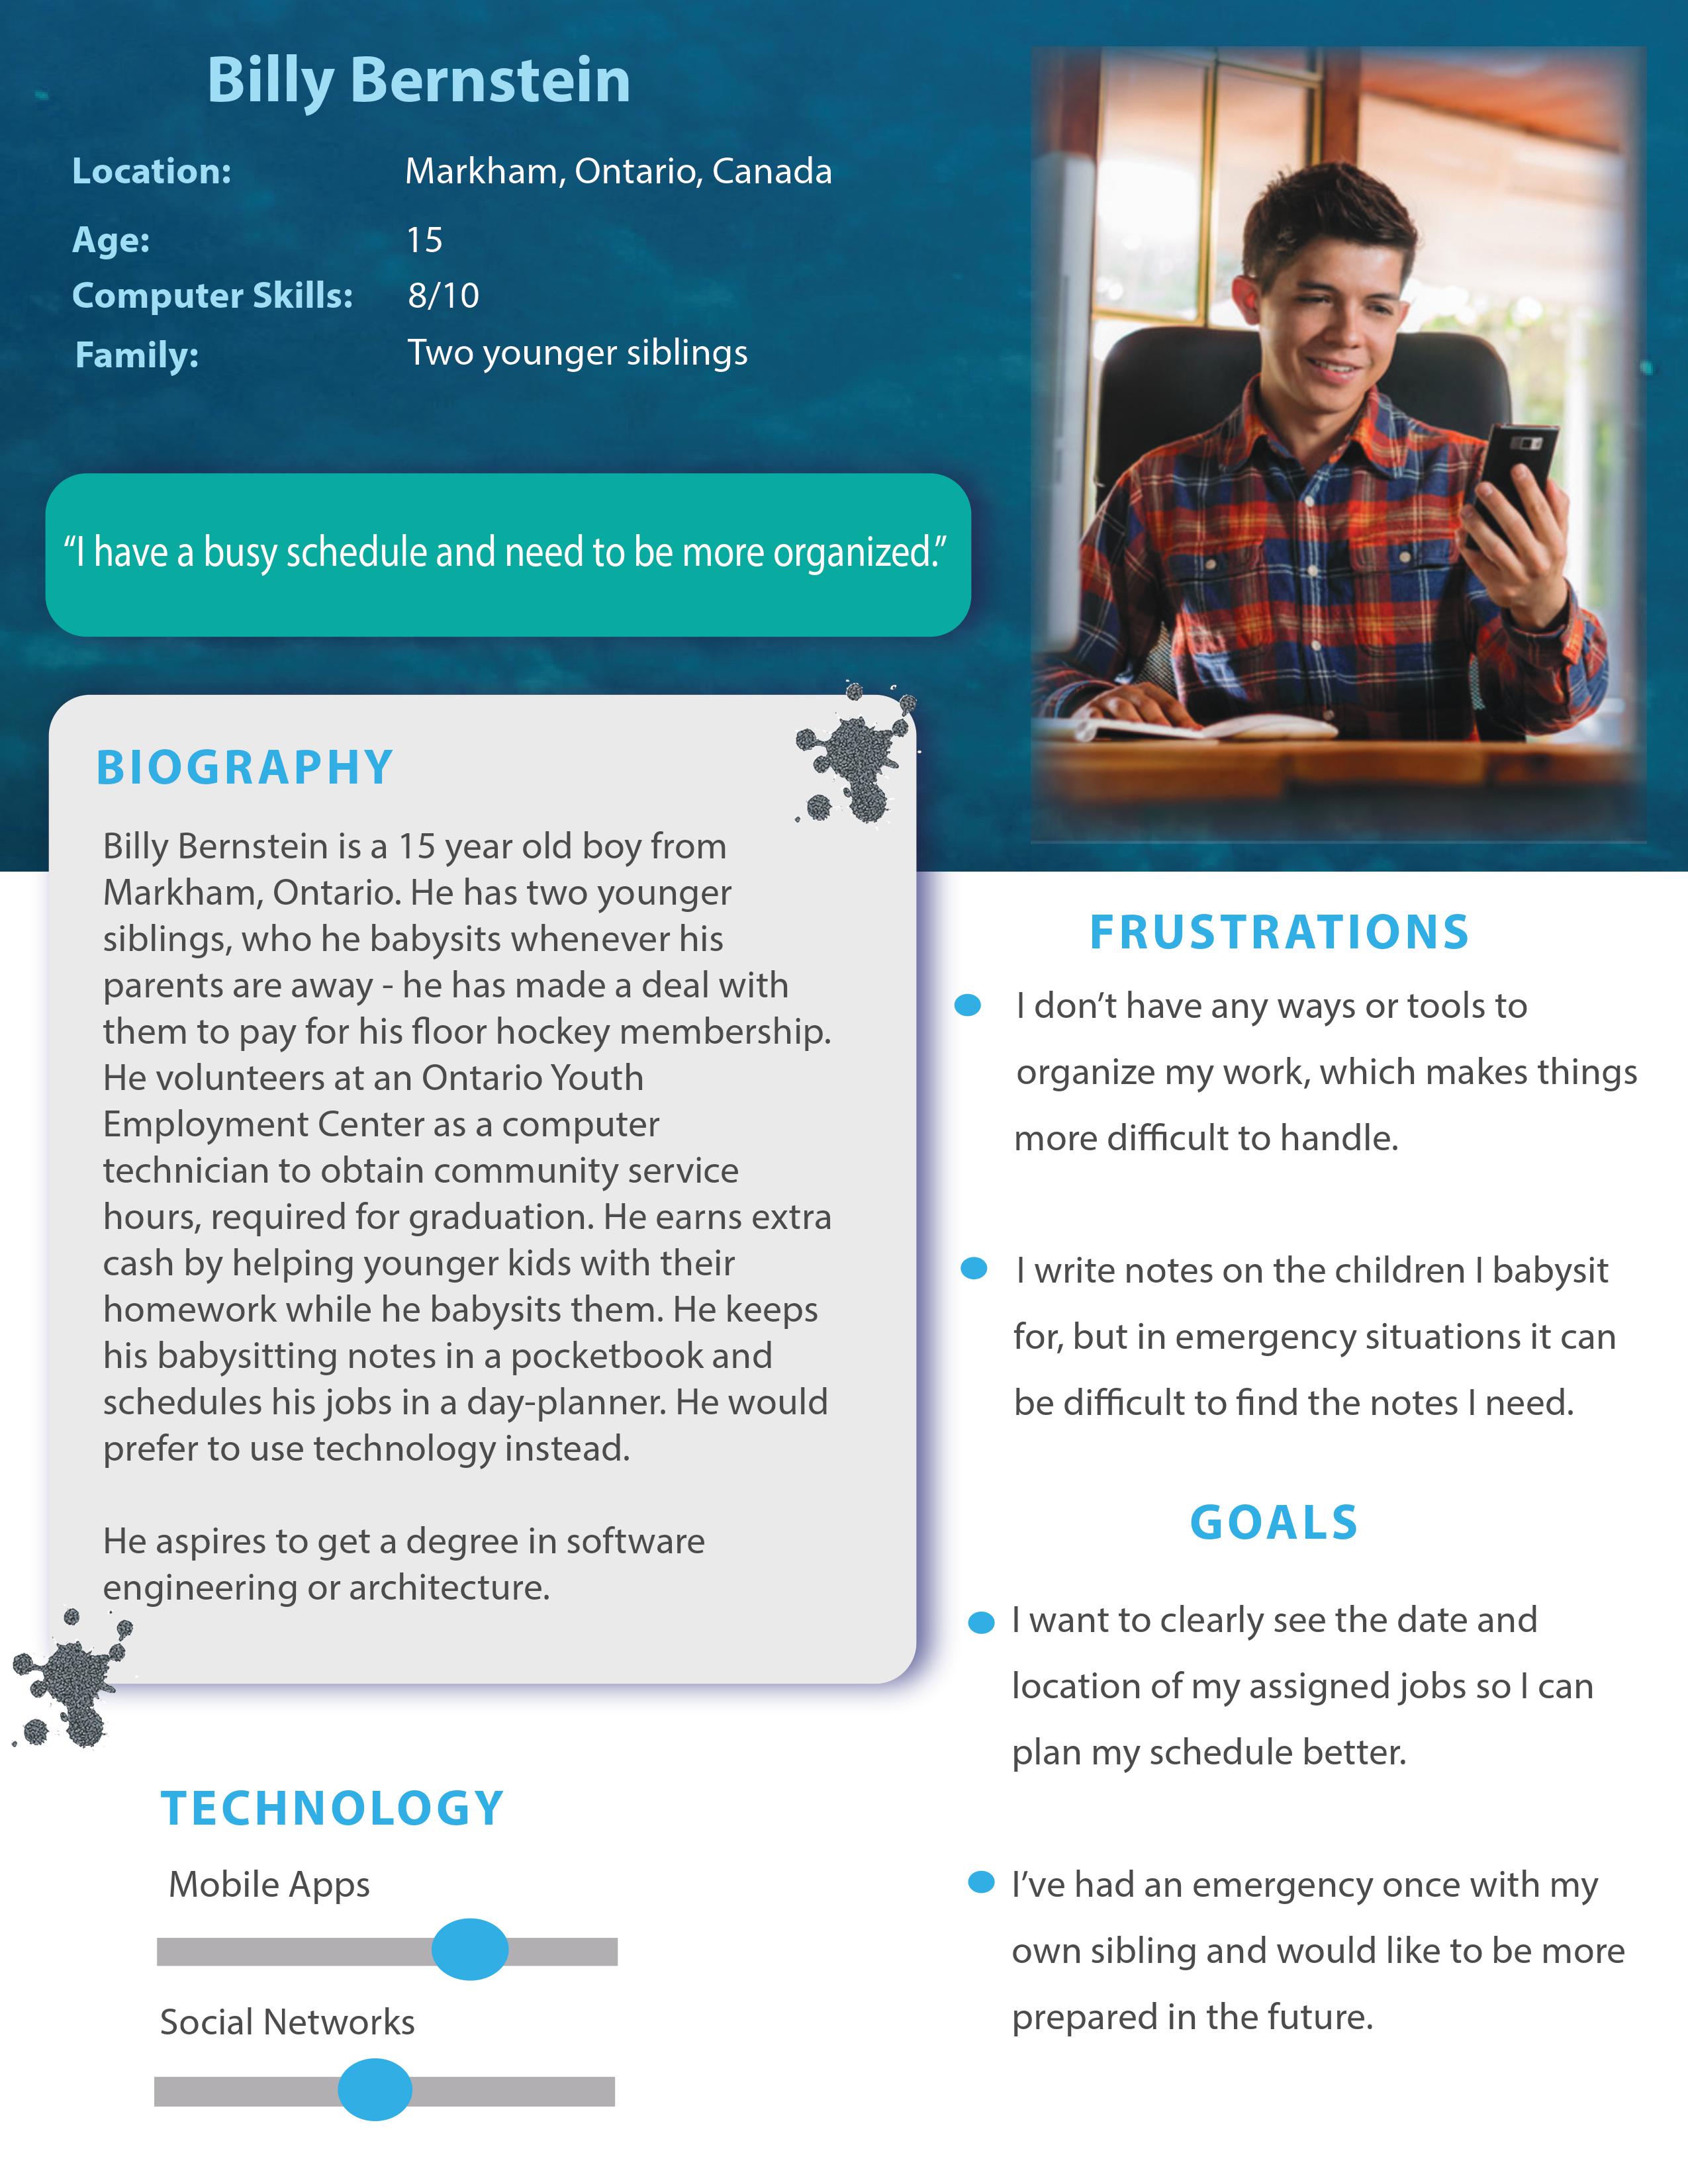 Billy Bernstein
Location: Markham, Ontario, Canada
Age: 15
Computer Skills: 8/10
Family: Two younger siblings
“I have a busy schedule and need to be more organized.”
BIOGRAPHY
Billy Bernstein is a 15 year old boy from
Markham, Ontario. He has two younger
siblings, who he babysits whenever his
parents are away - he has made a deal with
them to pay for his floor hockey membership.
He volunteers at an Ontario Youth
Employment Center as a computer
technician to obtain community service
hours, required for graduation. He earns extra
cash by helping younger kids with their
homework while he babysits them. He keeps
his babysitting notes in a pocketbook and
schedules his jobs in a day-planner. He would
prefer to use technology instead.
He aspires to get a degree in software
engineering or architecture.
TECHNOLOGY
Mobile Apps
Social Networks
FRUSTRATIONS
I don’t have any ways or tools to
organize my work, which makes things
more difficult to handle.
I write notes on the children I babysit
for, but in emergency situations it can
be difficult to find the notes I need.
GOALS
I want to clearly see the date and
location of my assigned jobs so I can
plan my schedule better.
I’ve had an emergency once with my
own sibling and would like to be more
prepared in the future.